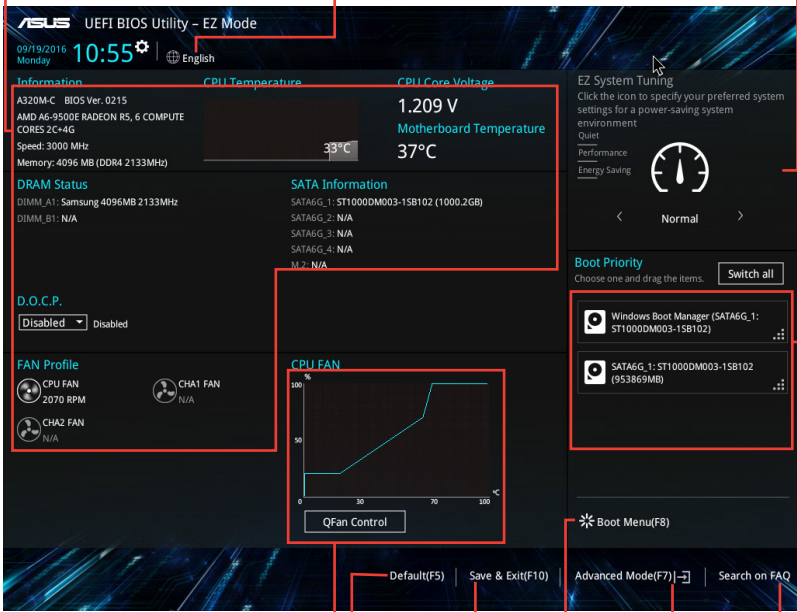 ASUS UEFI BIOS Utility – EZ Mode
09/19/2016
Monday
10:55
English
Information
A320M-C BIOS Ver. 0215
AMD A6-9500E RADEON R5, 6 COMPUTE
CORES 2C+4G
Speed: 3000 MHz
Memory: 4096 MB (DDR4 2133MHz)
CPU Temperature
33°C
CPU Core Voltage
1.209 V
Motherboard Temperature
37°C
EZ System Tuning
Click the icon to specify your preferred system
settings for a power-saving system
environment
Quiet
Performance
Energy Saving
< Normal >
DRAM Status
DIMM_A1: Samsung 4096MB 2133MHz
DIMM_B1: N/A
SATA Information
SATA6G_1: ST1000DM003-1SB102 (1000.2GB)
SATA6G_2: N/A
SATA6G_3: N/A
SATA6G_4: N/A
M.2: N/A
Boot Priority
Choose one and drag the items.
Switch all
Windows Boot Manager (SATA6G_1:
ST1000DM003-1SB102)
SATA6G_1: ST1000DM003-1SB102
(953869MB)
D.O.C.P.
Disabled Disabled
FAN Profile
CPU FAN
2070 RPM
CHA1 FAN
N/A
CHA2 FAN
N/A
CPU FAN
%
100
50
0 30 70 100
°C
QFan Control
Boot Menu(F8)
Default(F5) Save & Exit(F10) Advanced Mode(F7) Search on FAQ